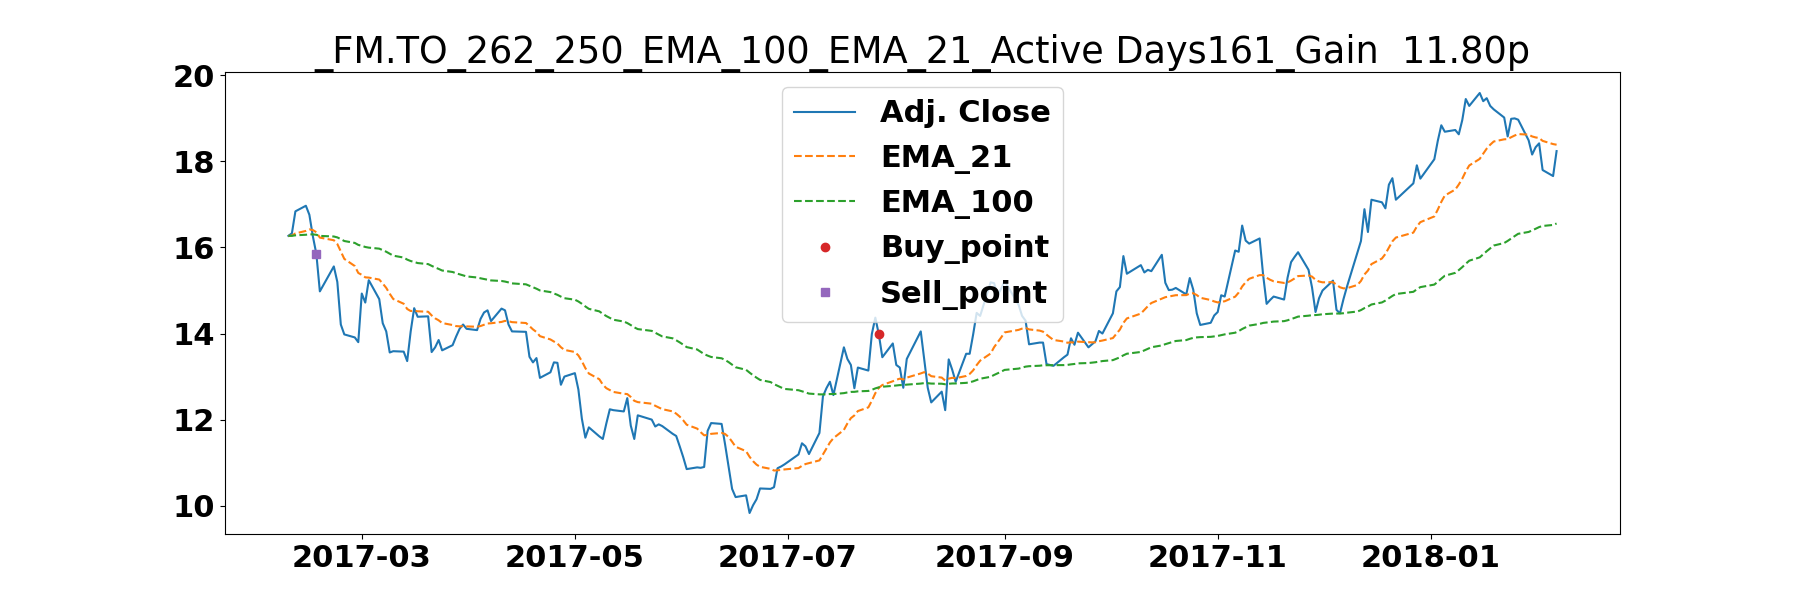 _FM.TO_262_250_EMA_100_EMA_21_Active Days161_Gain  11.80p
20
18
16
14
12
10
Adj. Close
EMA_21
EMA_100
Buy_point
Sell_point
2017-03 2017-05 2017-07 2017-09 2017-11 2018-01